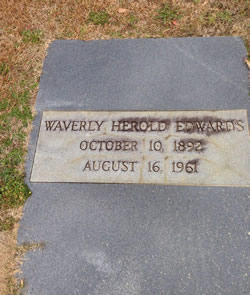 WAVERLY HEROLD EDWARDS
OCTOBER 10, 1892
AUGUST 16, 1961